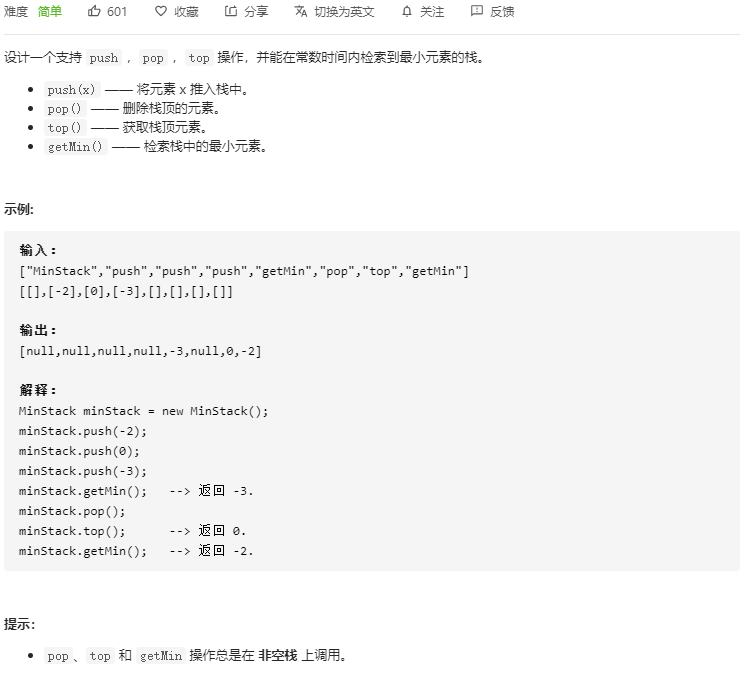 难度 简单 601 收藏 分享 切换为英文 关注 反馈
设计一个支持 push ，pop ，top 操作，并能在常数时间内检索到最小元素的栈。
push(x) —— 将元素 x 推入栈中。
pop() —— 删除栈顶的元素。
top() —— 获取栈顶元素。
getMin() —— 检索栈中的最小元素。
示例:
输入：
["MinStack","push","push","push","getMin","pop","top","getMin"]
[[],[-2],[0],[-3],[],[],[],[]]
输出：
[null,null,null,null,-3,null,0,-2]
解释：
MinStack minStack = new MinStack();
minStack.push(-2);
minStack.push(0);
minStack.push(-3);
minStack.getMin();   --> 返回 -3.
minStack.pop();
minStack.top();      --> 返回 0.
minStack.getMin();   --> 返回 -2.
提示：
pop、top 和 getMin 操作总是在 非空栈 上调用。